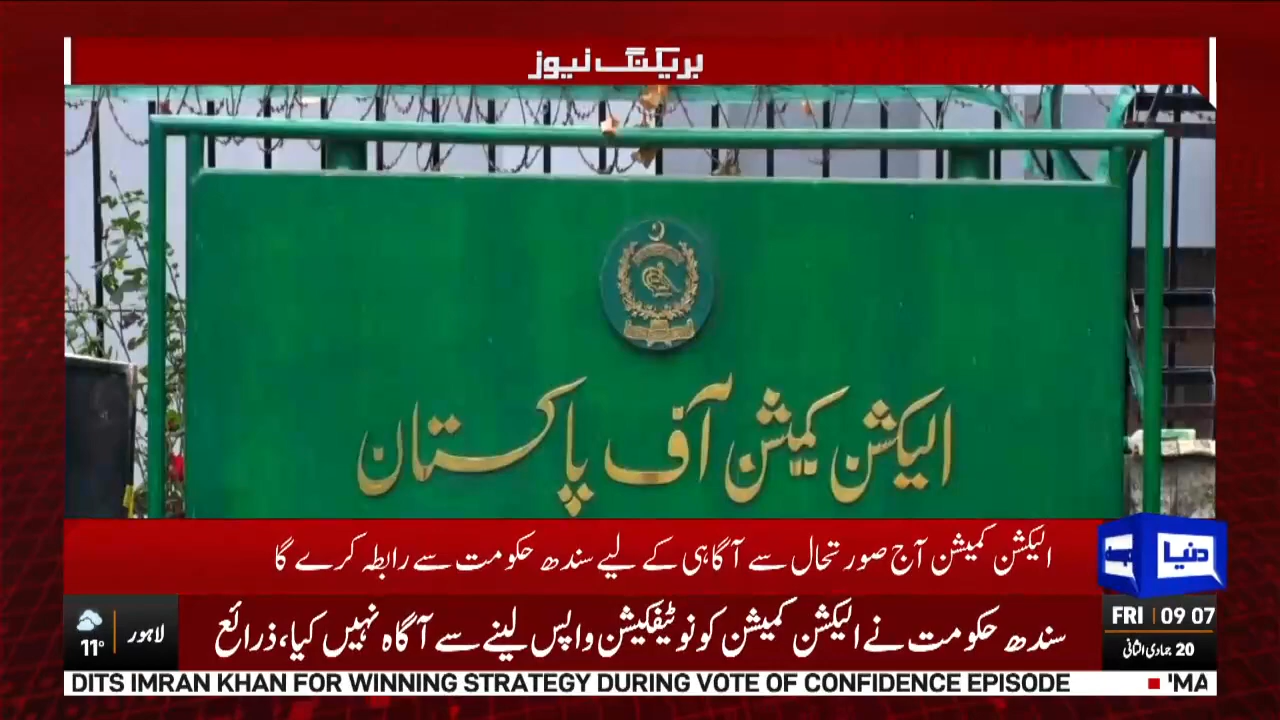 بریکنگ نیوز
الیکشن کمیشن آف پاکستان
الیکشن کمیشن آج صورتحال سے آگاہی کے لیے سندھ حکومت سے رابطہ کرے گا
دنیا
سندھ حکومت نے الیکشن کمیشن کو نوٹیفکیشن واپس لینے سے آگاہ نہیں کیا، ذرائع
لاہور
11°
FRI 09 07
20 جمادی الثانی
DITS IMRAN KHAN FOR WINNING STRATEGY DURING VOTE OF CONFIDENCE EPISODE ■ 'MA